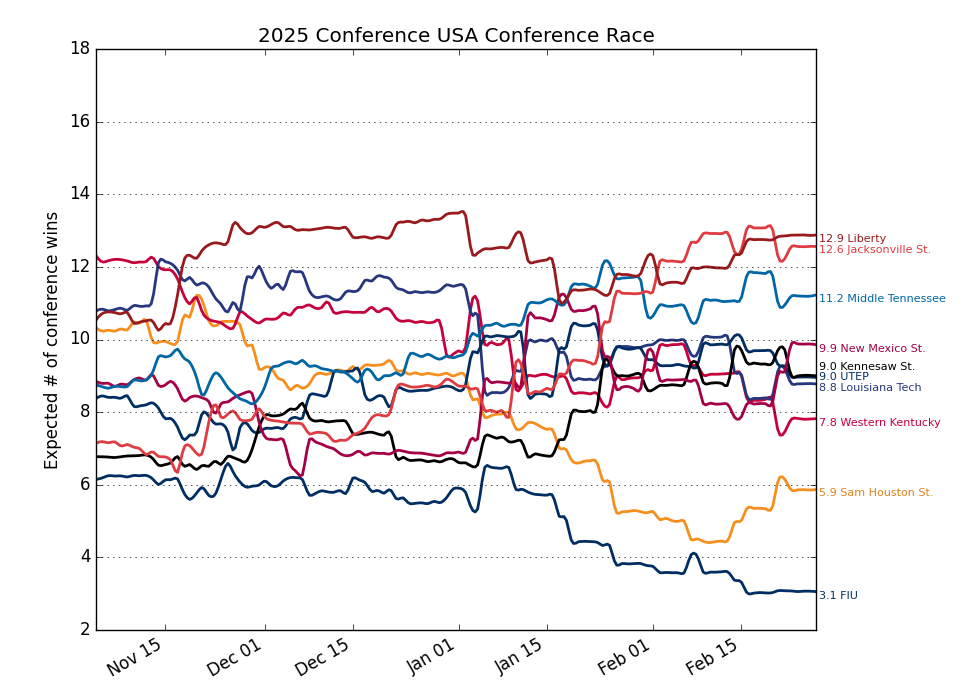 2025 Conference USA Conference Race
Expected # of conference wins
18
16
14
12
10
8
6
4
2
Nov 15
Dec 01
Dec 15
Jan 01
Jan 15
Feb 01
Feb 15
12.9 Liberty
12.6 Jacksonville St.
11.2 Middle Tennessee
9.9 New Mexico St.
9.0 Kennesaw St.
9.0 UTEP
8.8 Louisiana Tech
7.8 Western Kentucky
5.9 Sam Houston St.
3.1 FIU